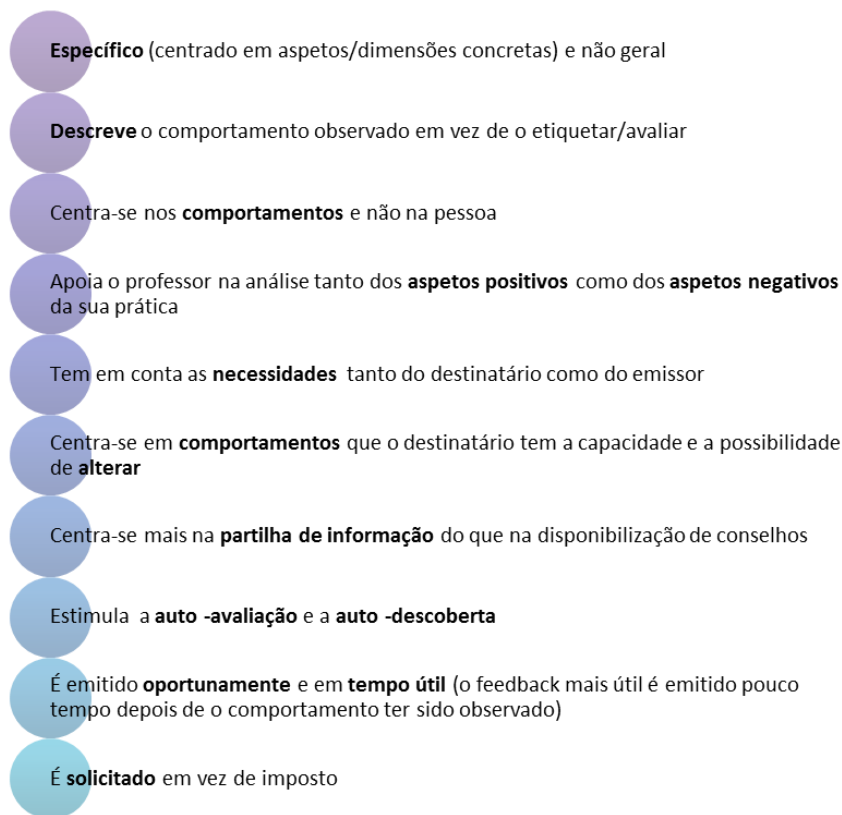 Específico (centrado em aspetos/dimensões concretas) e não geral
Descreve o comportamento observado em vez de o etiquetar/avaliar
Centra-se nos comportamentos e não na pessoa
Apoia o professor na análise tanto dos aspetos positivos como dos aspetos negativos
da sua prática
Tem em conta as necessidades tanto do destinatário como do emissor
Centra-se em comportamentos que o destinatário tem a capacidade e a possibilidade
de alterar
Centra-se mais na partilha de informação do que na disponibilização de conselhos
Estimula a auto -avaliação e a auto -descoberta
É emitido oportunamente e em tempo útil (o feedback mais útil é emitido pouco
tempo depois de o comportamento ter sido observado)
É solicitado em vez de imposto